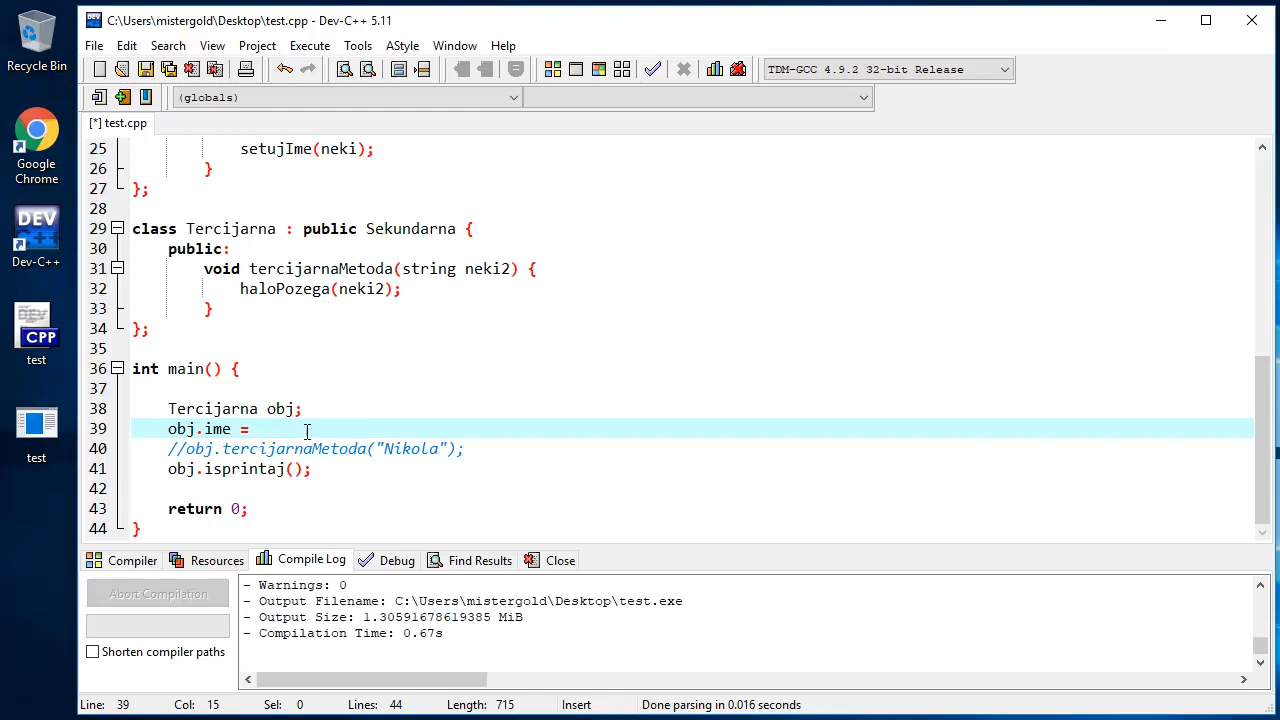 Recycle Bin
Google
Chrome
DEV
Dev-C++
CPP
test
test
DEV
C:\Users\mistergold\Desktop\test.cpp - Dev-C++ 5.11
File Edit Search View Project Execute Tools AStyle Window Help
TDM-GCC 4.9.2 32-bit Release
(globals)
[*] test.cpp
25 setujIme(neki);
26 }
27 };
28
29 class Tercijarna : public Sekundarna {
30 public:
31 void tercijarnaMetoda(string neki2) {
32 haloPozega(neki2);
33 }
34 };
35
36 int main() {
37
38 Tercijarna obj;
39 obj.ime =
40 //obj.tercijarnaMetoda("Nikola");
41 obj.isprintaj();
42
43 return 0;
44 }
Compiler Resources Compile Log Debug Find Results Close
Abort Compilation
Shorten compiler paths
- Warnings: 0
- Output Filename: C:\Users\mistergold\Desktop\test.exe
- Output Size: 1.30591678619385 MiB
- Compilation Time: 0.67s
Line: 39 Col: 15 Sel: 0 Lines: 44 Length: 715 Insert Done parsing in 0.016 seconds